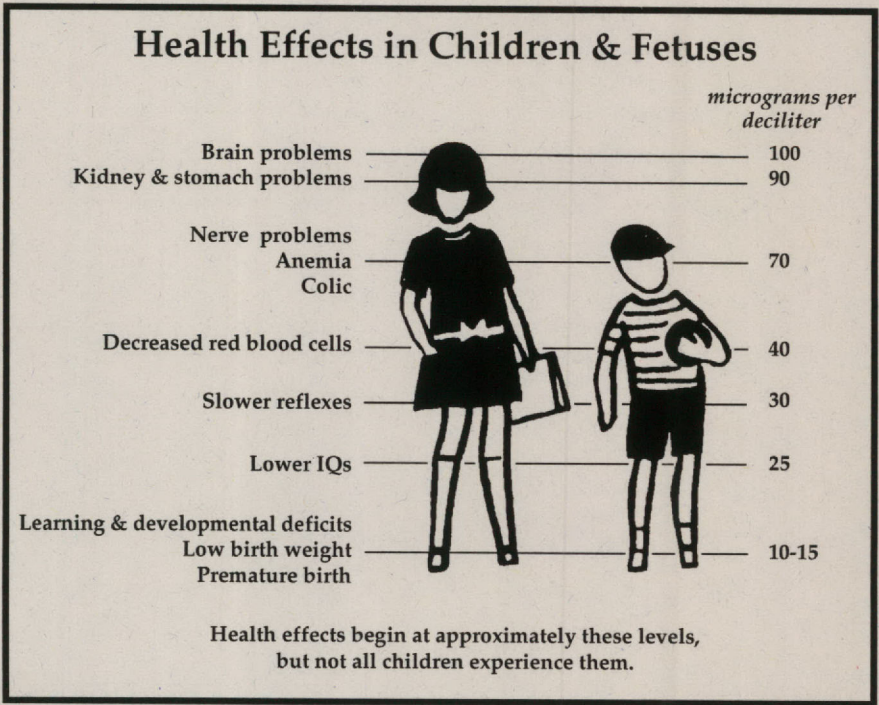 Health Effects in Children & Fetuses
micrograms per
deciliter
Brain problems 100
Kidney & stomach problems 90
Nerve problems
Anemia 70
Colic
Decreased red blood cells 40
Slower reflexes 30
Lower IQs 25
Learning & developmental deficits
Low birth weight 10-15
Premature birth
Health effects begin at approximately these levels,
but not all children experience them.